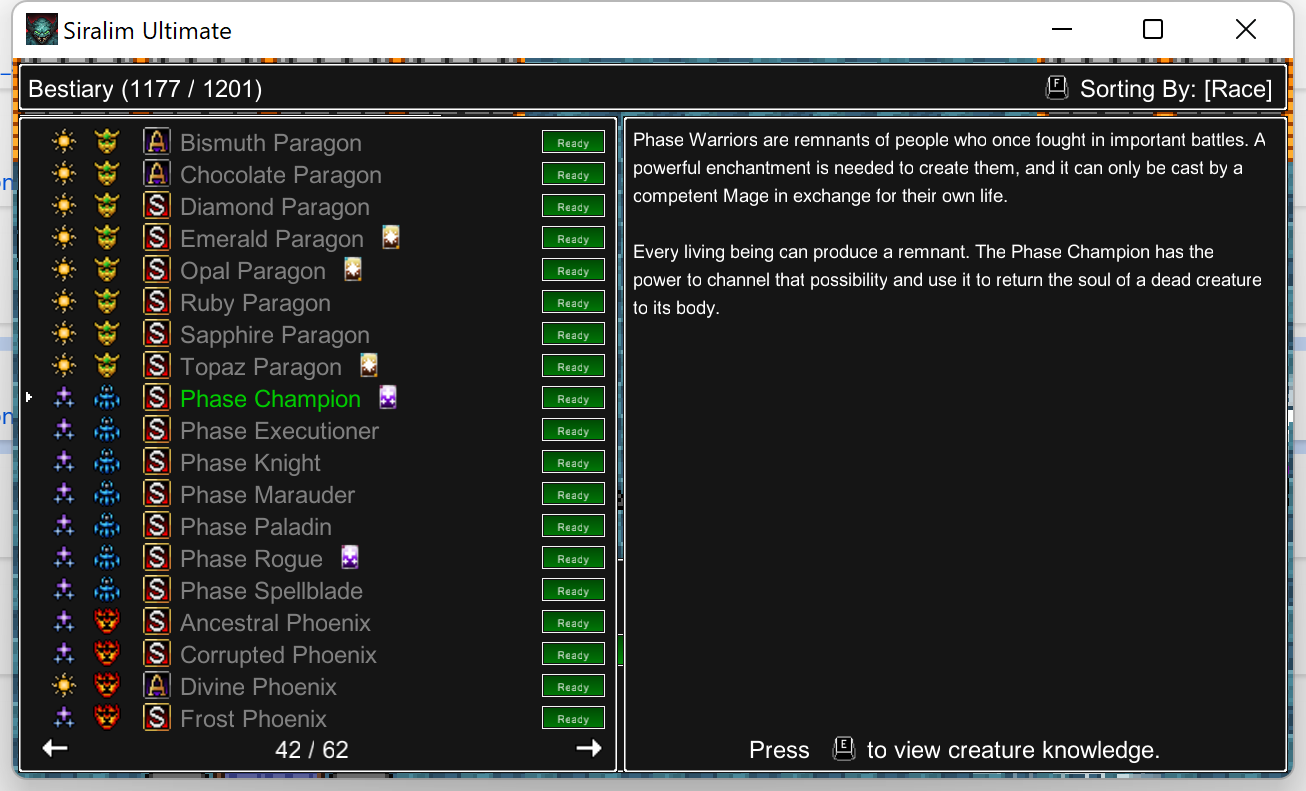 Siralim Ultimate
Bestiary (1177 / 1201)
F Sorting By: [Race]
A Bismuth Paragon Ready
A Chocolate Paragon Ready
S Diamond Paragon Ready
S Emerald Paragon Ready
S Opal Paragon Ready
S Ruby Paragon Ready
S Sapphire Paragon Ready
S Topaz Paragon Ready
S Phase Champion Ready
S Phase Executioner Ready
S Phase Knight Ready
S Phase Marauder Ready
S Phase Paladin Ready
S Phase Rogue Ready
S Phase Spellblade Ready
S Ancestral Phoenix Ready
S Corrupted Phoenix Ready
A Divine Phoenix Ready
S Frost Phoenix Ready
42 / 62
Phase Warriors are remnants of people who once fought in important battles. A
powerful enchantment is needed to create them, and it can only be cast by a
competent Mage in exchange for their own life.
Every living being can produce a remnant. The Phase Champion has the
power to channel that possibility and use it to return the soul of a dead creature
to its body.
Press E to view creature knowledge.